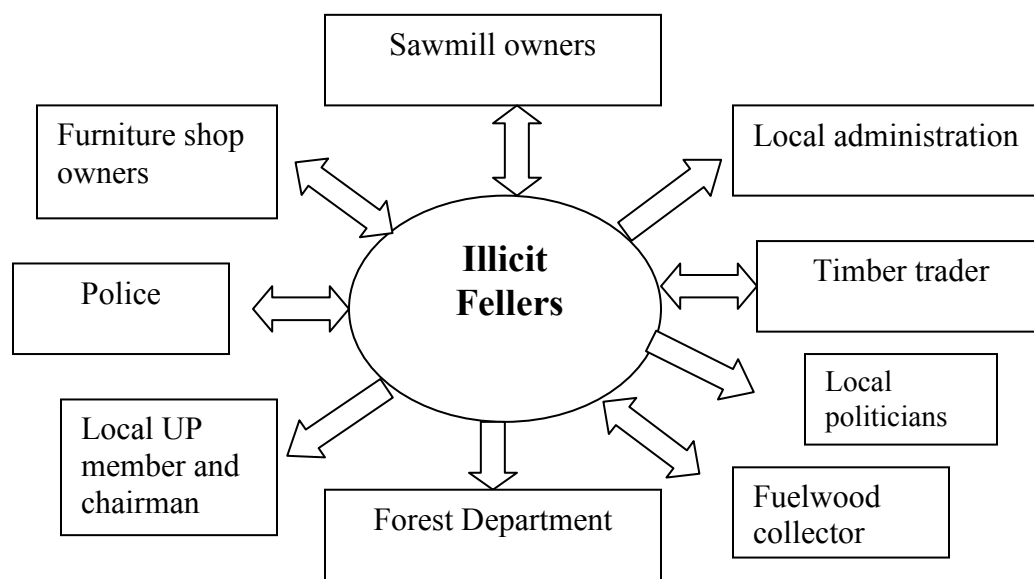 Sawmill owners
Furniture shop
owners
Local administration
Illicit
Fellers
Police
Timber trader
Local UP
member and
chairman
Local
politicians
Forest Department
Fuelwood
collector